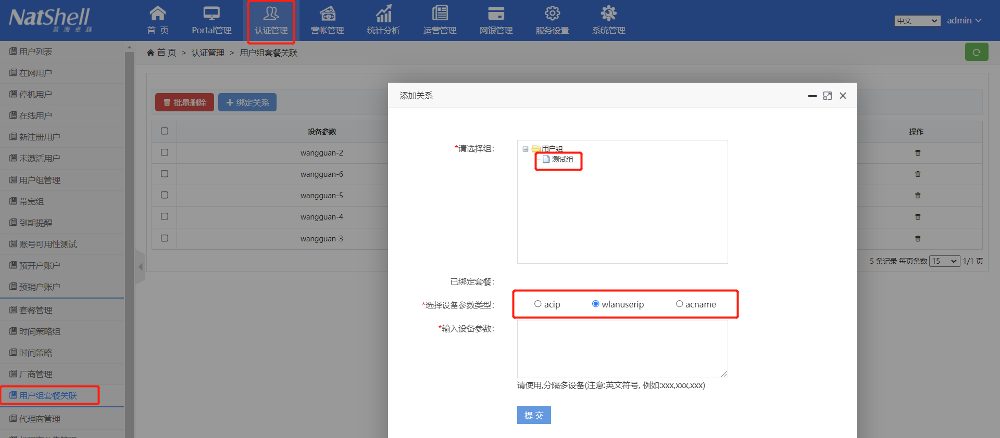 NatShell
蓝海卓越
首 页
Portal管理
认证管理
营帐管理
统计分析
运营管理
网银管理
服务设置
系统管理
中文
admin
用户列表
在网用户
停机用户
在线用户
新注册用户
未激活用户
用户组管理
带宽组
到期提醒
账号可用性测试
预开户账户
预销户账户
套餐管理
时间策略组
时间策略
厂商管理
用户组套餐关联
代理商管理
首 页 > 认证管理 > 用户组套餐关联
批量删除
绑定关系
设备参数
操作
wangguan-2
wangguan-6
wangguan-5
wangguan-4
wangguan-3
5 条记录 每页条数 15 1/1 页
添加关系
*请选择组:
用户组
测试组
已绑定套餐:
*选择设备参数类型:
acip
wlanuserip
acname
*输入设备参数:
请使用,分隔多设备(注意:英文符号, 例如:xxx,xxx,xxx)
提 交